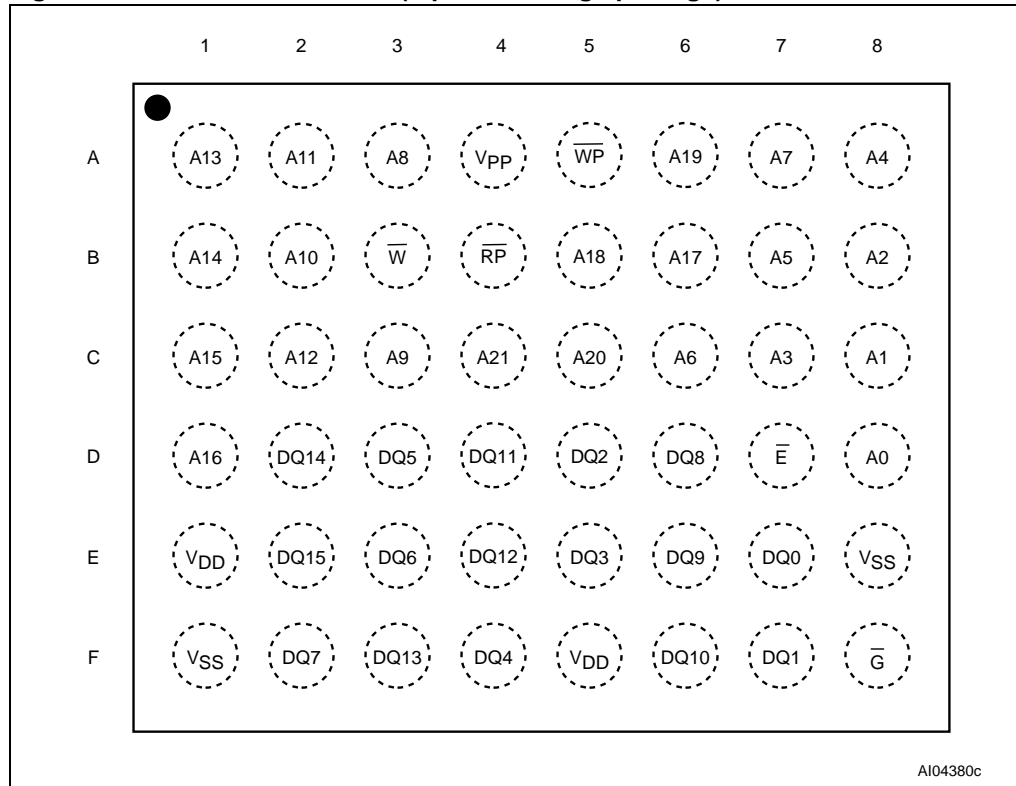 1 2 3 4 5 6 7 8
A A13 A11 A8 VPP W̅P̅ A19 A7 A4
B A14 A10 W̅ R̅P̅ A18 A17 A5 A2
C A15 A12 A9 A21 A20 A6 A3 A1
D A16 DQ14 DQ5 DQ11 DQ2 DQ8 E̅ A0
E VDD DQ15 DQ6 DQ12 DQ3 DQ9 DQ0 VSS
F VSS DQ7 DQ13 DQ4 VDD DQ10 DQ1 G̅
AI04380c